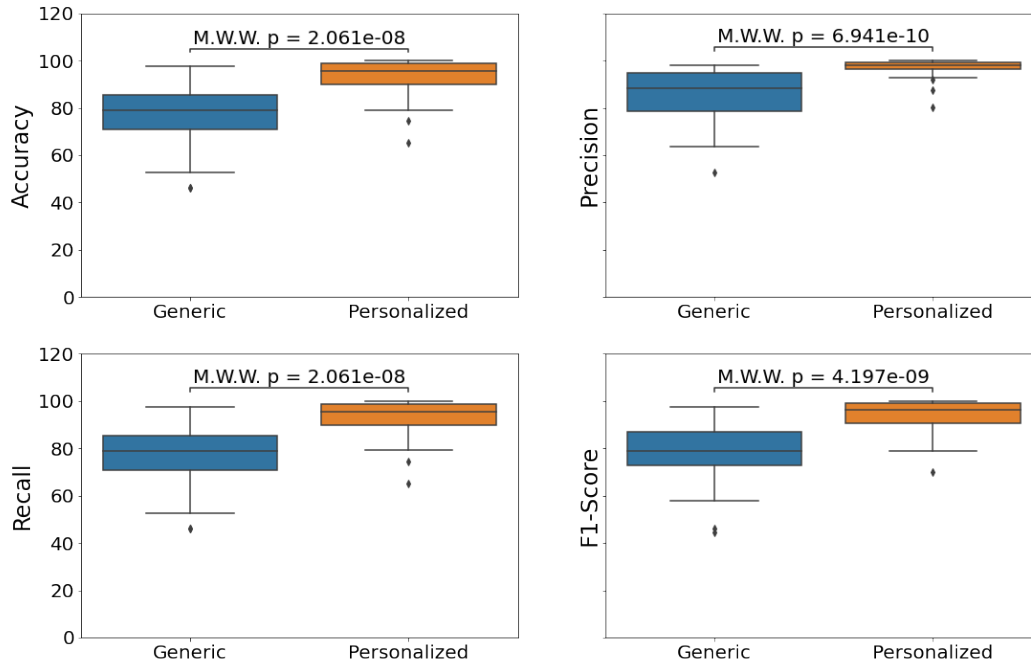 120
100
80
60
40
20
0
Accuracy
M.W.W. p = 2.061e-08
Generic Personalized
Precision
M.W.W. p = 6.941e-10
Generic Personalized
120
100
80
60
40
20
0
Recall
M.W.W. p = 2.061e-08
Generic Personalized
F1-Score
M.W.W. p = 4.197e-09
Generic Personalized